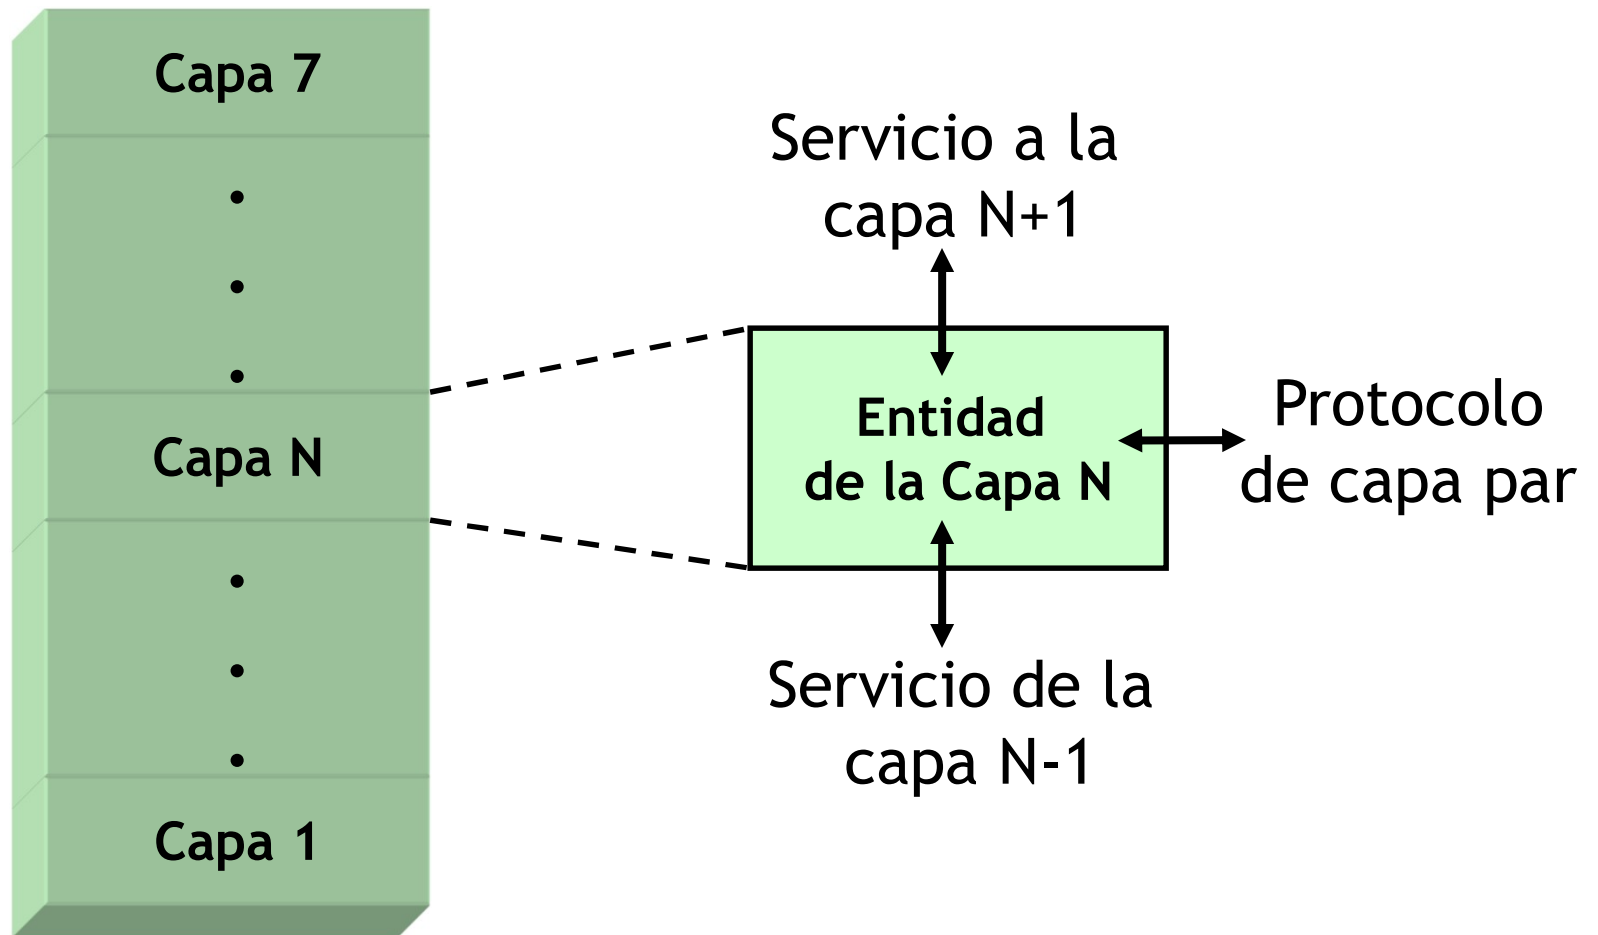 Capa 7
Capa N
Capa 1
Servicio a la
capa N+1
Entidad
de la Capa N
Protocolo
de capa par
Servicio de la
capa N-1